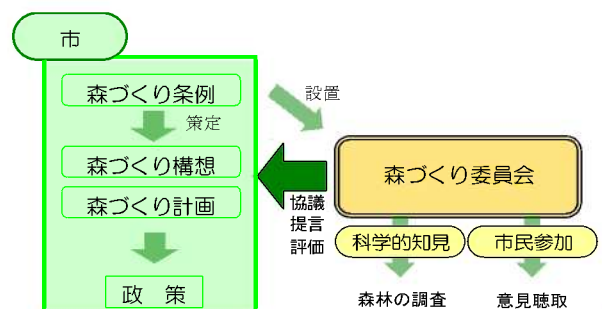 市
森づくり条例
設置
策定
森づくり構想
森づくり委員会
森づくり計画
協議
提言
評価
科学的知見
市民参加
政　策
森林の調査
意見聴取